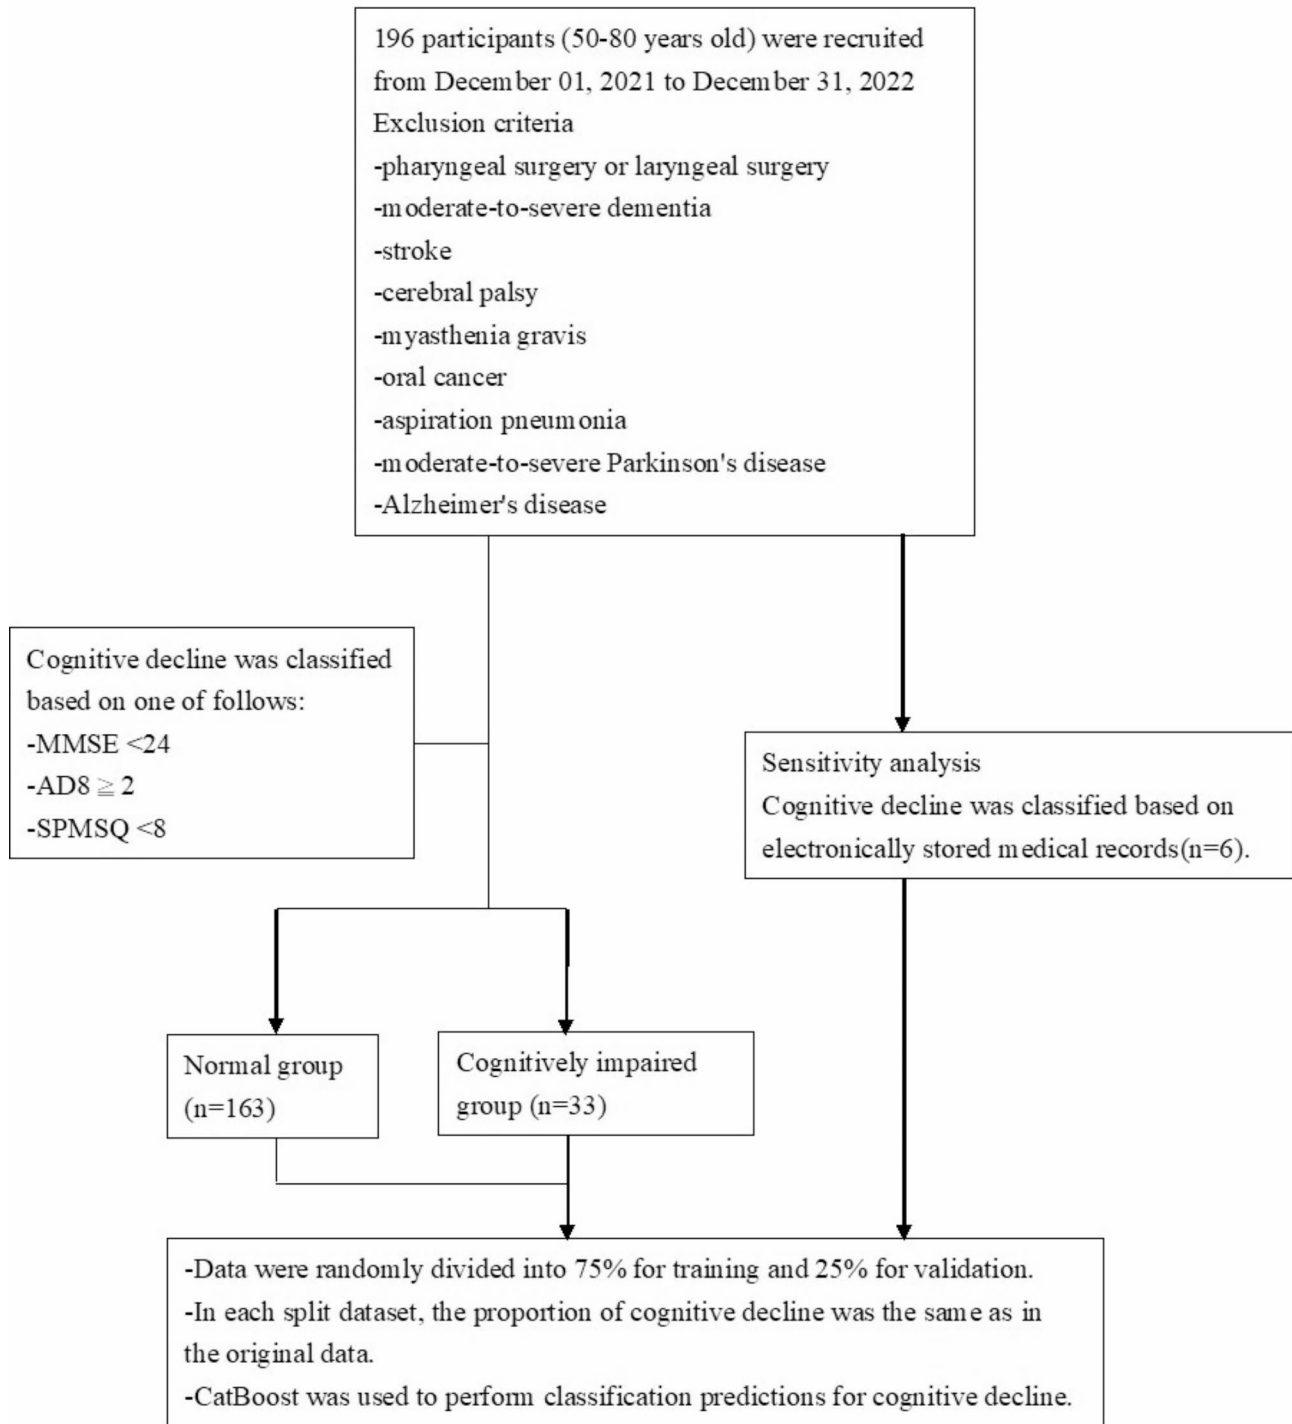 196 participants (50-80 years old) were recruited
from December 01, 2021 to December 31, 2022
Exclusion criteria
-pharyngeal surgery or laryngeal surgery
-moderate-to-severe dementia
-stroke
-cerebral palsy
-myasthenia gravis
-oral cancer
-aspiration pneumonia
-moderate-to-severe Parkinson's disease
-Alzheimer's disease
Cognitive decline was classified
based on one of follows:
-MMSE <24
-AD8 ≧ 2
-SPMSQ <8
Sensitivity analysis
Cognitive decline was classified based on
electronically stored medical records(n=6).
Normal group
(n=163)
Cognitively impaired
group (n=33)
-Data were randomly divided into 75% for training and 25% for validation.
-In each split dataset, the proportion of cognitive decline was the same as in
the original data.
-CatBoost was used to perform classification predictions for cognitive decline.